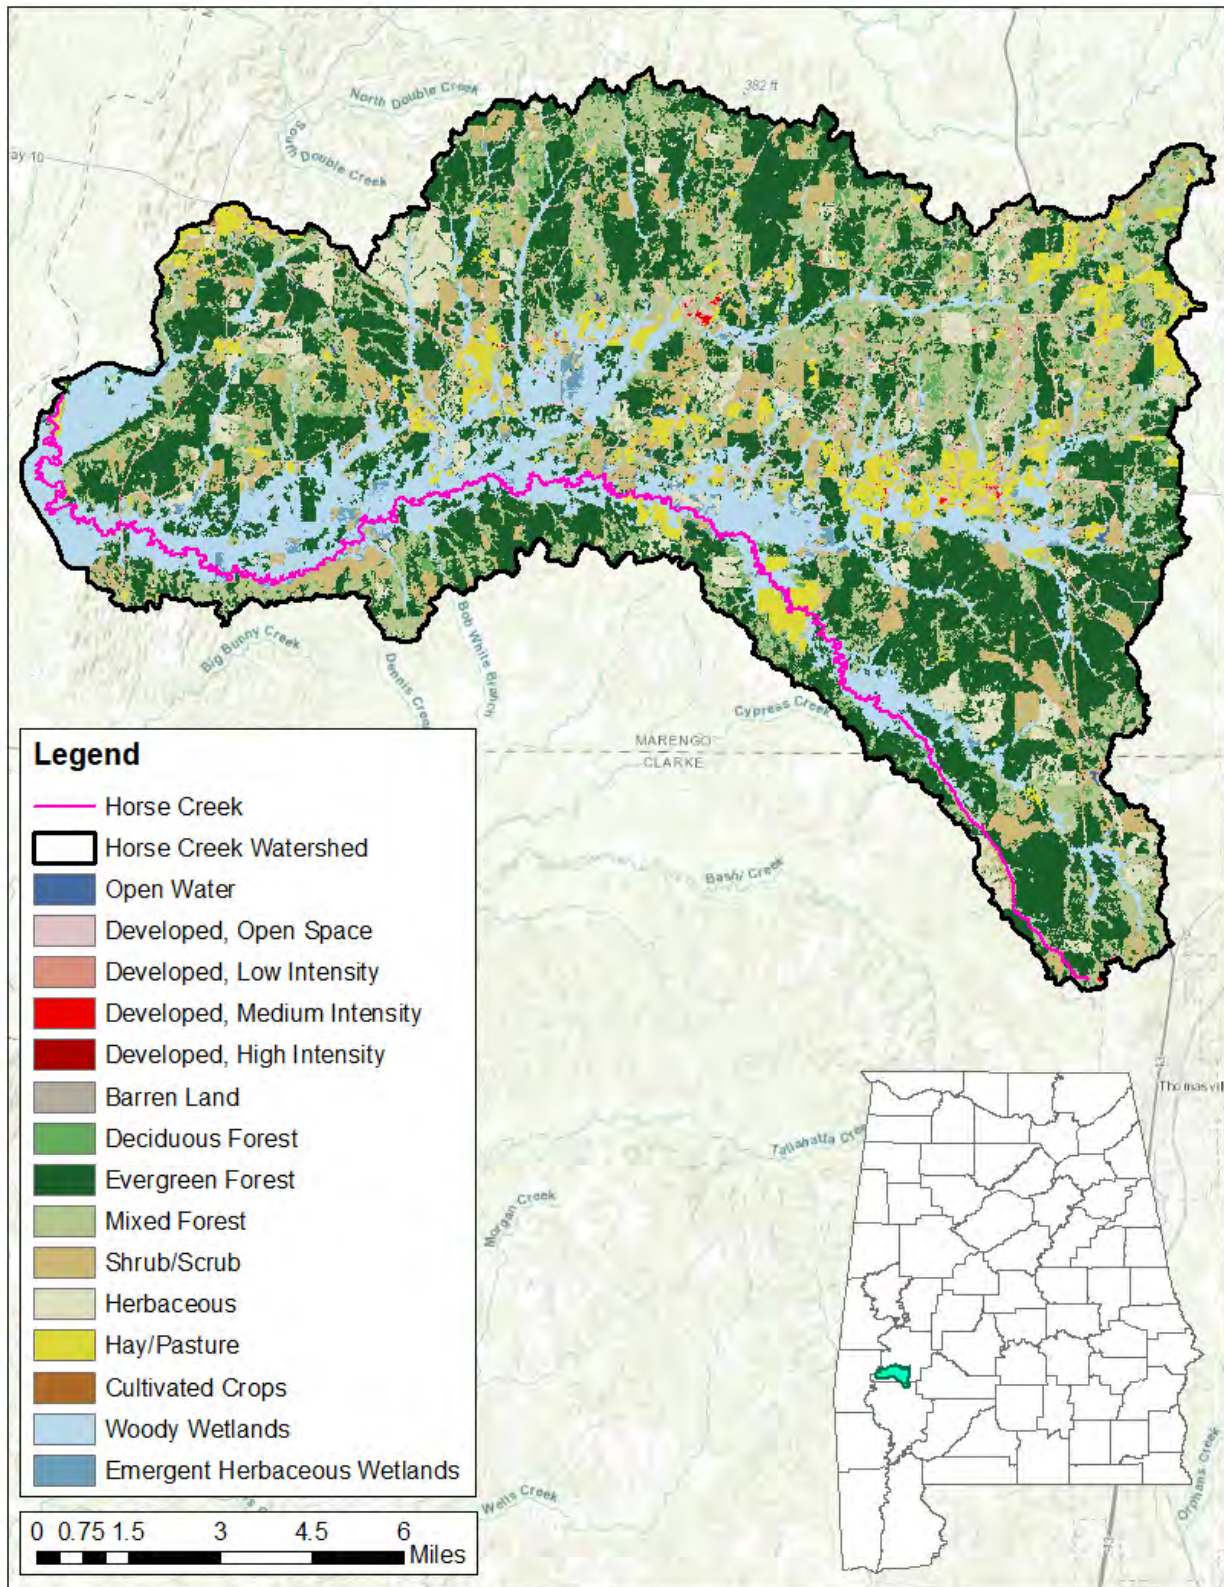 382 ft
North Double Creek
South Double Creek
ay 10
Big Bunny Creek
Dennis Creek
Bob White Branch
Cypress Creek
MARENGO
CLARKE
Bashi Creek
Legend
Horse Creek
Horse Creek Watershed
Open Water
Developed, Open Space
Developed, Low Intensity
Developed, Medium Intensity
Developed, High Intensity
Barren Land
Deciduous Forest
Evergreen Forest
Mixed Forest
Shrub/Scrub
Herbaceous
Hay/Pasture
Cultivated Crops
Woody Wetlands
Emergent Herbaceous Wetlands
0 0.75 1.5 3 4.5 6
Miles
Tallahatta Cree
Morgan Creek
Wells Creek
43
Thomasvil
Orphans Creek
43